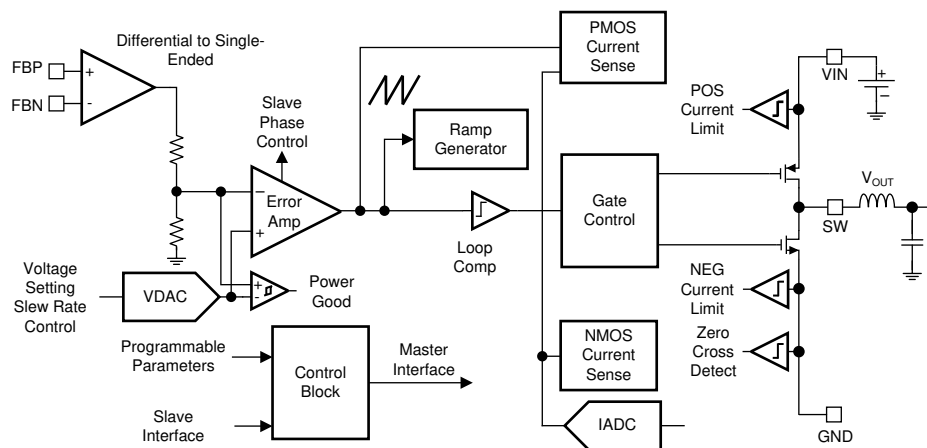 Differential to Single-
Ended
FBP
FBN
+
-
Slave
Phase
Control
Ramp
Generator
PMOS
Current
Sense
VIN
+
−
POS
Current
Limit
−
Error
Amp
+
Loop
Comp
Gate
Control
VOUT
SW
Voltage
Setting
Slew Rate
Control
VDAC
+
-
Power
Good
NEG
Current
Limit
Zero
Cross
Detect
Programmable
Parameters
Slave
Interface
Control
Block
Master
Interface
NMOS
Current
Sense
IADC
GND